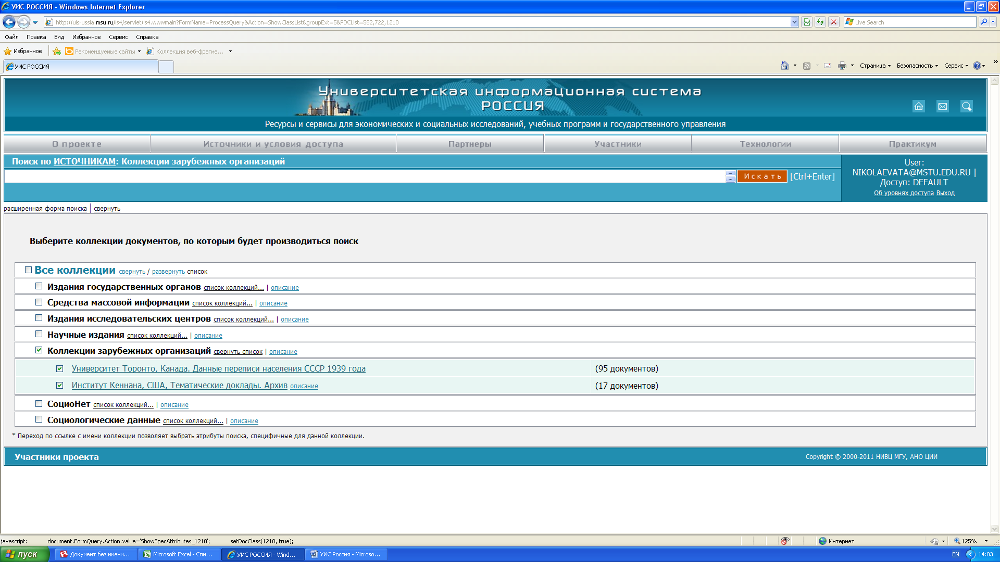 УИС РОССИЯ - Windows Internet Explorer
http://uisrussia.msu.ru/is4/servlet/is4.wwwmain?FormName=ProcessQuery&Action=ShowClassList&groupExt=5&PDCList=582,722,1210
Live Search
Файл Правка Вид Избранное Сервис Справка
Избранное Рекомендуемые сайты Коллекция веб-фрагме...
УИС РОССИЯ
Страница Безопасность Сервис
Университетская информационная система
РОССИЯ
Ресурсы и сервисы для экономических и социальных исследований, учебных программ и государственного управления
О проекте Источники и условия доступа Партнеры Участники Технологии Практикум
Поиск по ИСТОЧНИКАМ: Коллекции зарубежных организаций
Искать [Ctrl+Enter]
User:
NIKOLAEVATA@MSTU.EDU.RU |
Доступ: DEFAULT
Об уровнях доступа Выход
расширенная форма поиска | свернуть
Выберите коллекции документов, по которым будет производиться поиск
Все коллекции свернуть / развернуть список
Издания государственных органов список коллекций... | описание
Средства массовой информации список коллекций... | описание
Издания исследовательских центров список коллекций... | описание
Научные издания список коллекций... | описание
Коллекции зарубежных организаций свернуть список | описание
Университет Торонто, Канада. Данные переписи населения СССР 1939 года (95 документов)
Институт Кеннана, США, Тематические доклады. Архив описание (17 документов)
СоциоНет список коллекций... | описание
Социологические данные список коллекций... | описание
* Переход по ссылке с имени коллекции позволяет выбрать атрибуты поиска, специфичные для данной коллекции.
Участники проекта Copyright © 2000-2011 НИВЦ МГУ, АНО ЦИИ
javascript: document.FormQuery.Action.value='ShowSpecAttributes_1210'; setDocClass(1210, true);
Интернет 125%
пуск Документ без имени... Microsoft Excel - Спи... УИС РОССИЯ - Wind... УИС Россия - Microso... EN 14:03